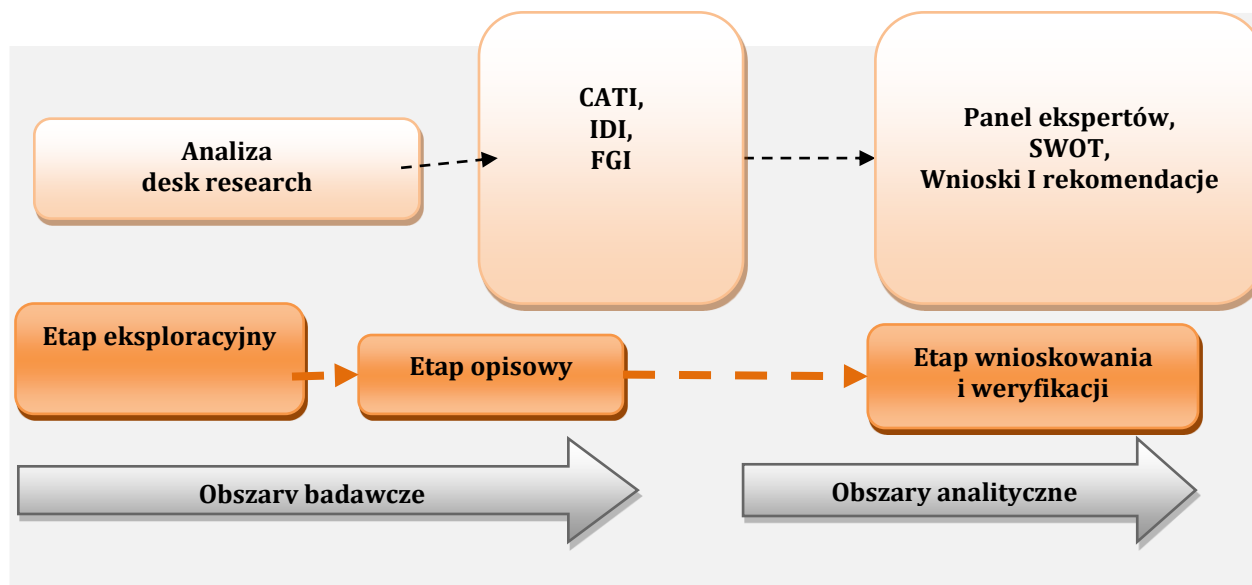 CATI,
IDI,
FGI
Panel ekspertów,
SWOT,
Wnioski I rekomendacje
Analiza
desk research
Etap eksploracyjny
Etap opisowy
Etap wnioskowania
i weryfikacji
Obszary badawcze
Obszary analityczne